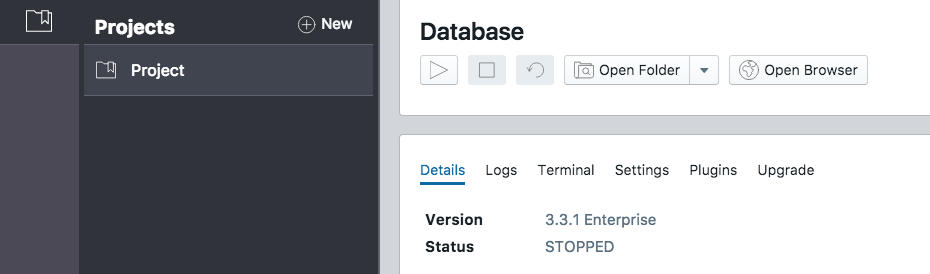 Projects
New
Project
Database
Open Folder
Open Browser
Details Logs Terminal Settings Plugins Upgrade
Version 3.3.1 Enterprise
Status STOPPED